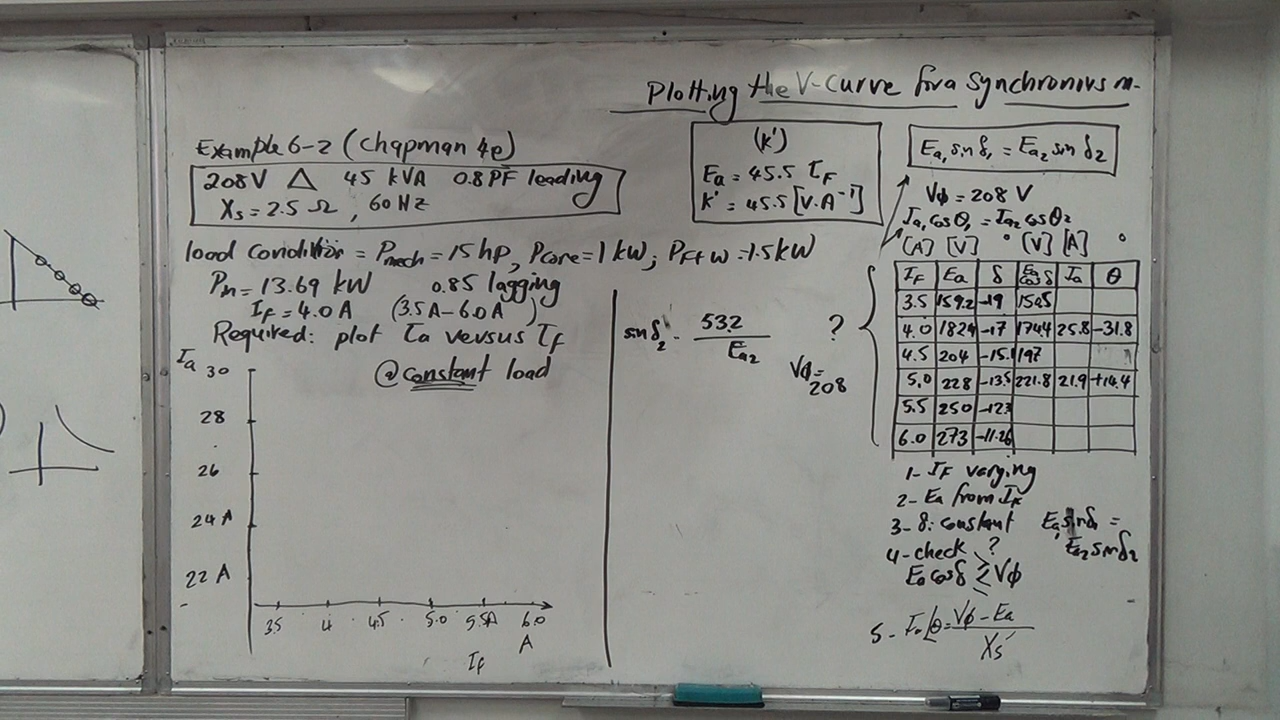 Plotting the V-Curve for a Synchronous m.
Example 6-2 (Chapman 4e)
208V Δ 45 kVA 0.8 PF leading
Xs = 2.5 Ω , 60 Hz
load condition = Pmech = 15 hp, Pcore = 1 kW, PF+W = 1.5 kW
Pin = 13.69 kW 0.85 lagging
IF = 4.0 A (3.5A-6.0A)
Required: plot Ia versus IF
@ constant load
Ia
30
28
26
24 A
22 A
3.5 4 4.5 5.0 5.5A 6.0
A
If
(K')
Ea = 45.5 IF
K' = 45.5 [V.A⁻¹]
sin δ2 = 53.2 / Ea2
?
Vφ =
208
Ea1 sin δ1 = Ea2 sin δ2
Vφ = 208 V
Ia1 cos θ1 = Ia2 cos θ2
[A] [V] ° [V] [A] °
IF Ea δ Ea cos δ Ia θ
3.5 159.2 -19 150.5
4.0 182 -17 174.4 25.8 -31.8
4.5 204 -15.1 197
5.0 228 -13.5 221.8 21.9 +14.4
5.5 250 -12.3
6.0 273 -11.26
1- IF varying
2- Ea from IF
3- δ: constant Ea1 sin δ1 =
Ea2 sin δ2
4- check ?
Ea cos δ ≥≤ Vφ
5- Ia∠θ = Vφ - Ea / Xs